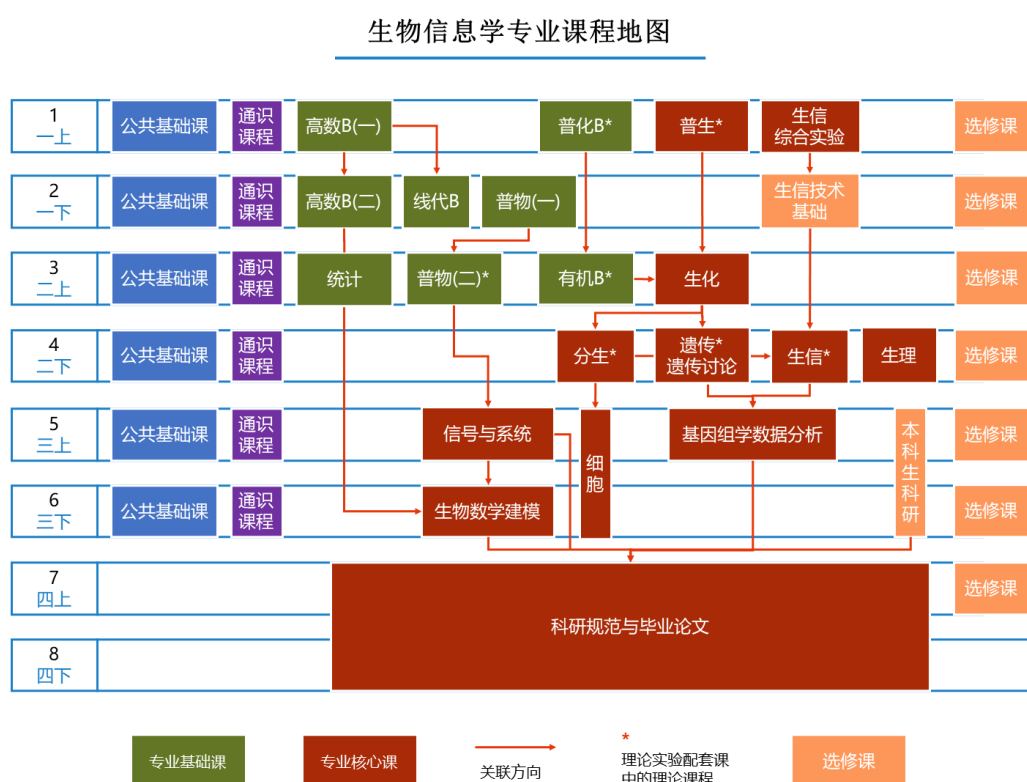 生物信息学专业课程地图
1
一上
公共基础课
通识
课程
高数B(一)
普化B*
普生*
生信
综合实验
选修课
2
一下
公共基础课
通识
课程
高数B(二)
线代B
普物(一)
生信技术
基础
选修课
3
二上
公共基础课
通识
课程
统计
普物(二)*
有机B*
生化
选修课
4
二下
公共基础课
通识
课程
分生*
遗传*
遗传讨论
生信*
生理
选修课
5
三上
公共基础课
通识
课程
信号与系统
细胞
基因组学数据分析
本科生科研
选修课
6
三下
公共基础课
通识
课程
生物数学建模
选修课
7
四上
科研规范与毕业论文
选修课
8
四下
专业基础课
专业核心课
关联方向
*
理论实验配套课
中的理论课程
选修课